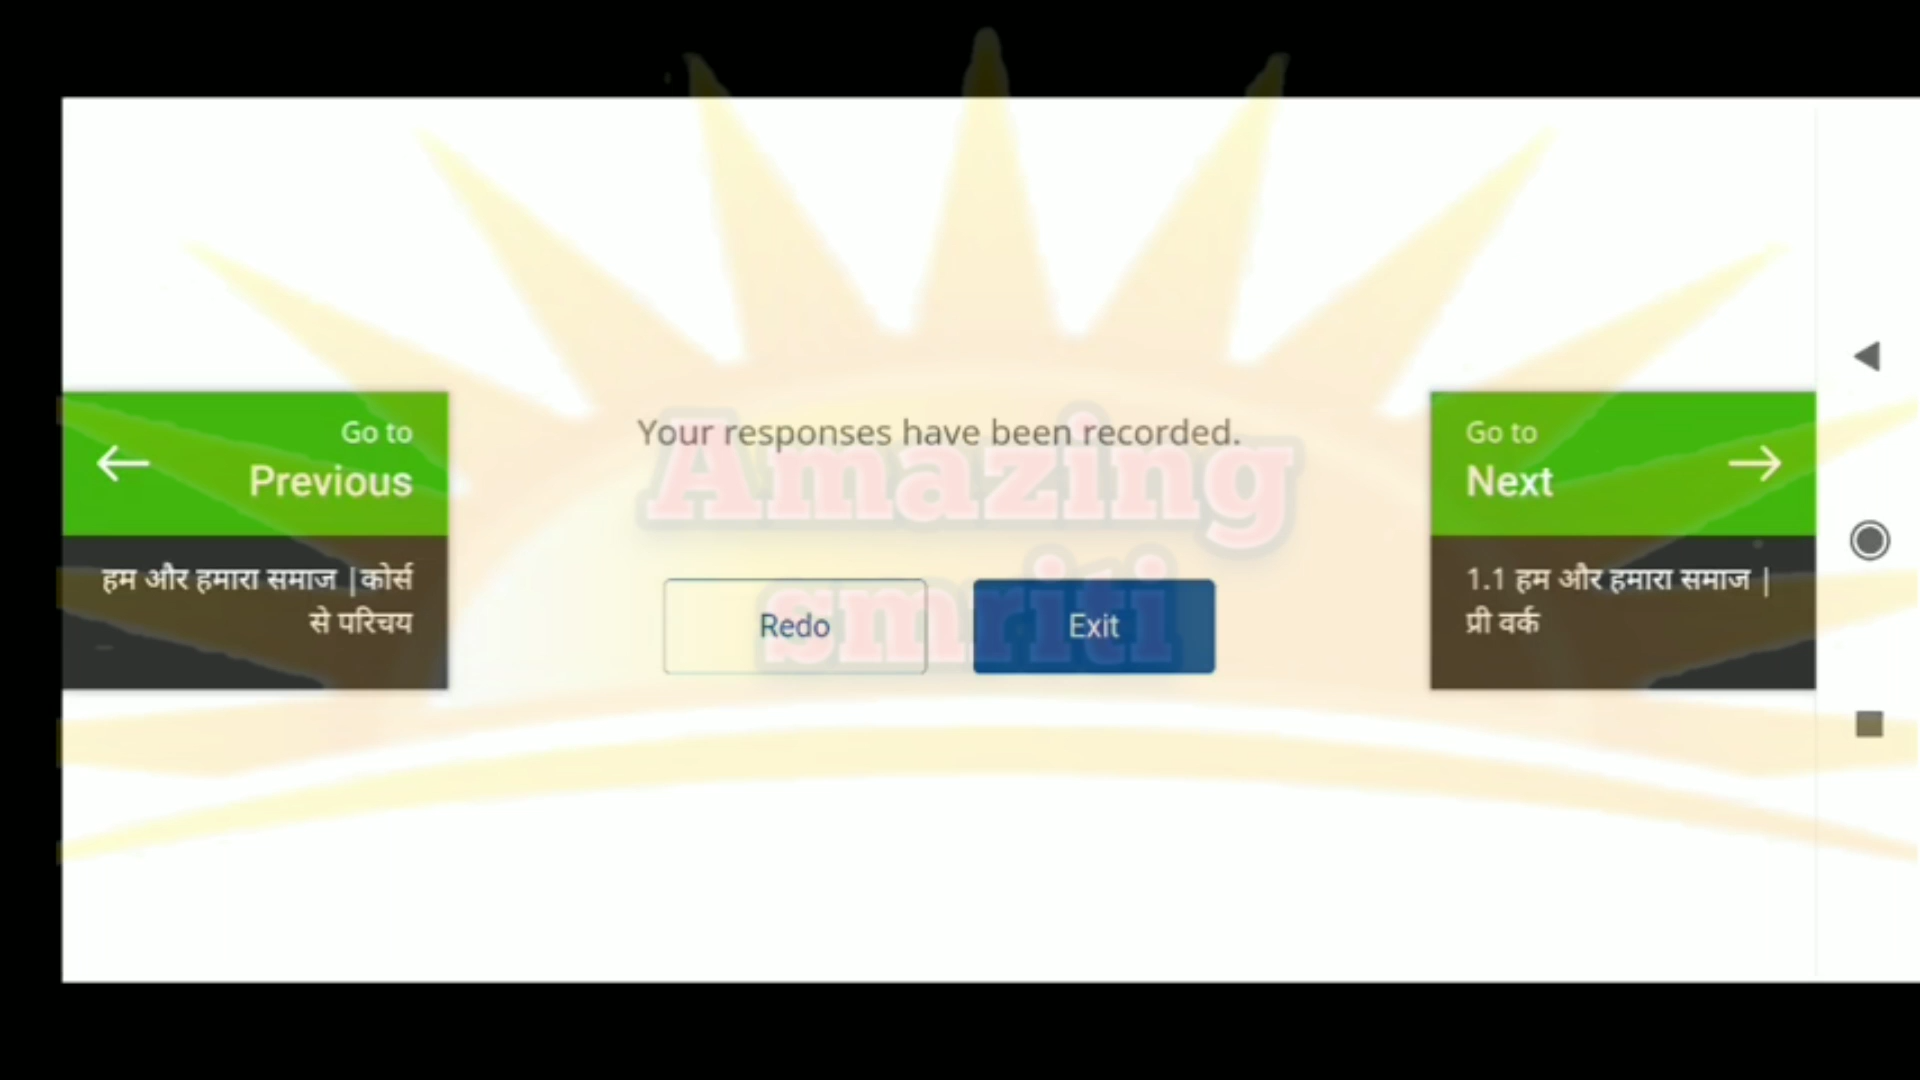 Your responses have been recorded.
Go to
Previous
हम और हमारा समाज |कोर्स
से परिचय
Redo
Exit
Go to
Next
1.1 हम और हमारा समाज |
प्री वर्क
Amazing
smriti